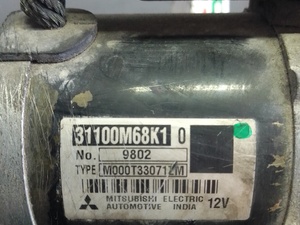 31100M68K1 0
No. 9802
TYPE M000T33071ZM
MITSUBISHI ELECTRIC
AUTOMOTIVE INDIA 12V